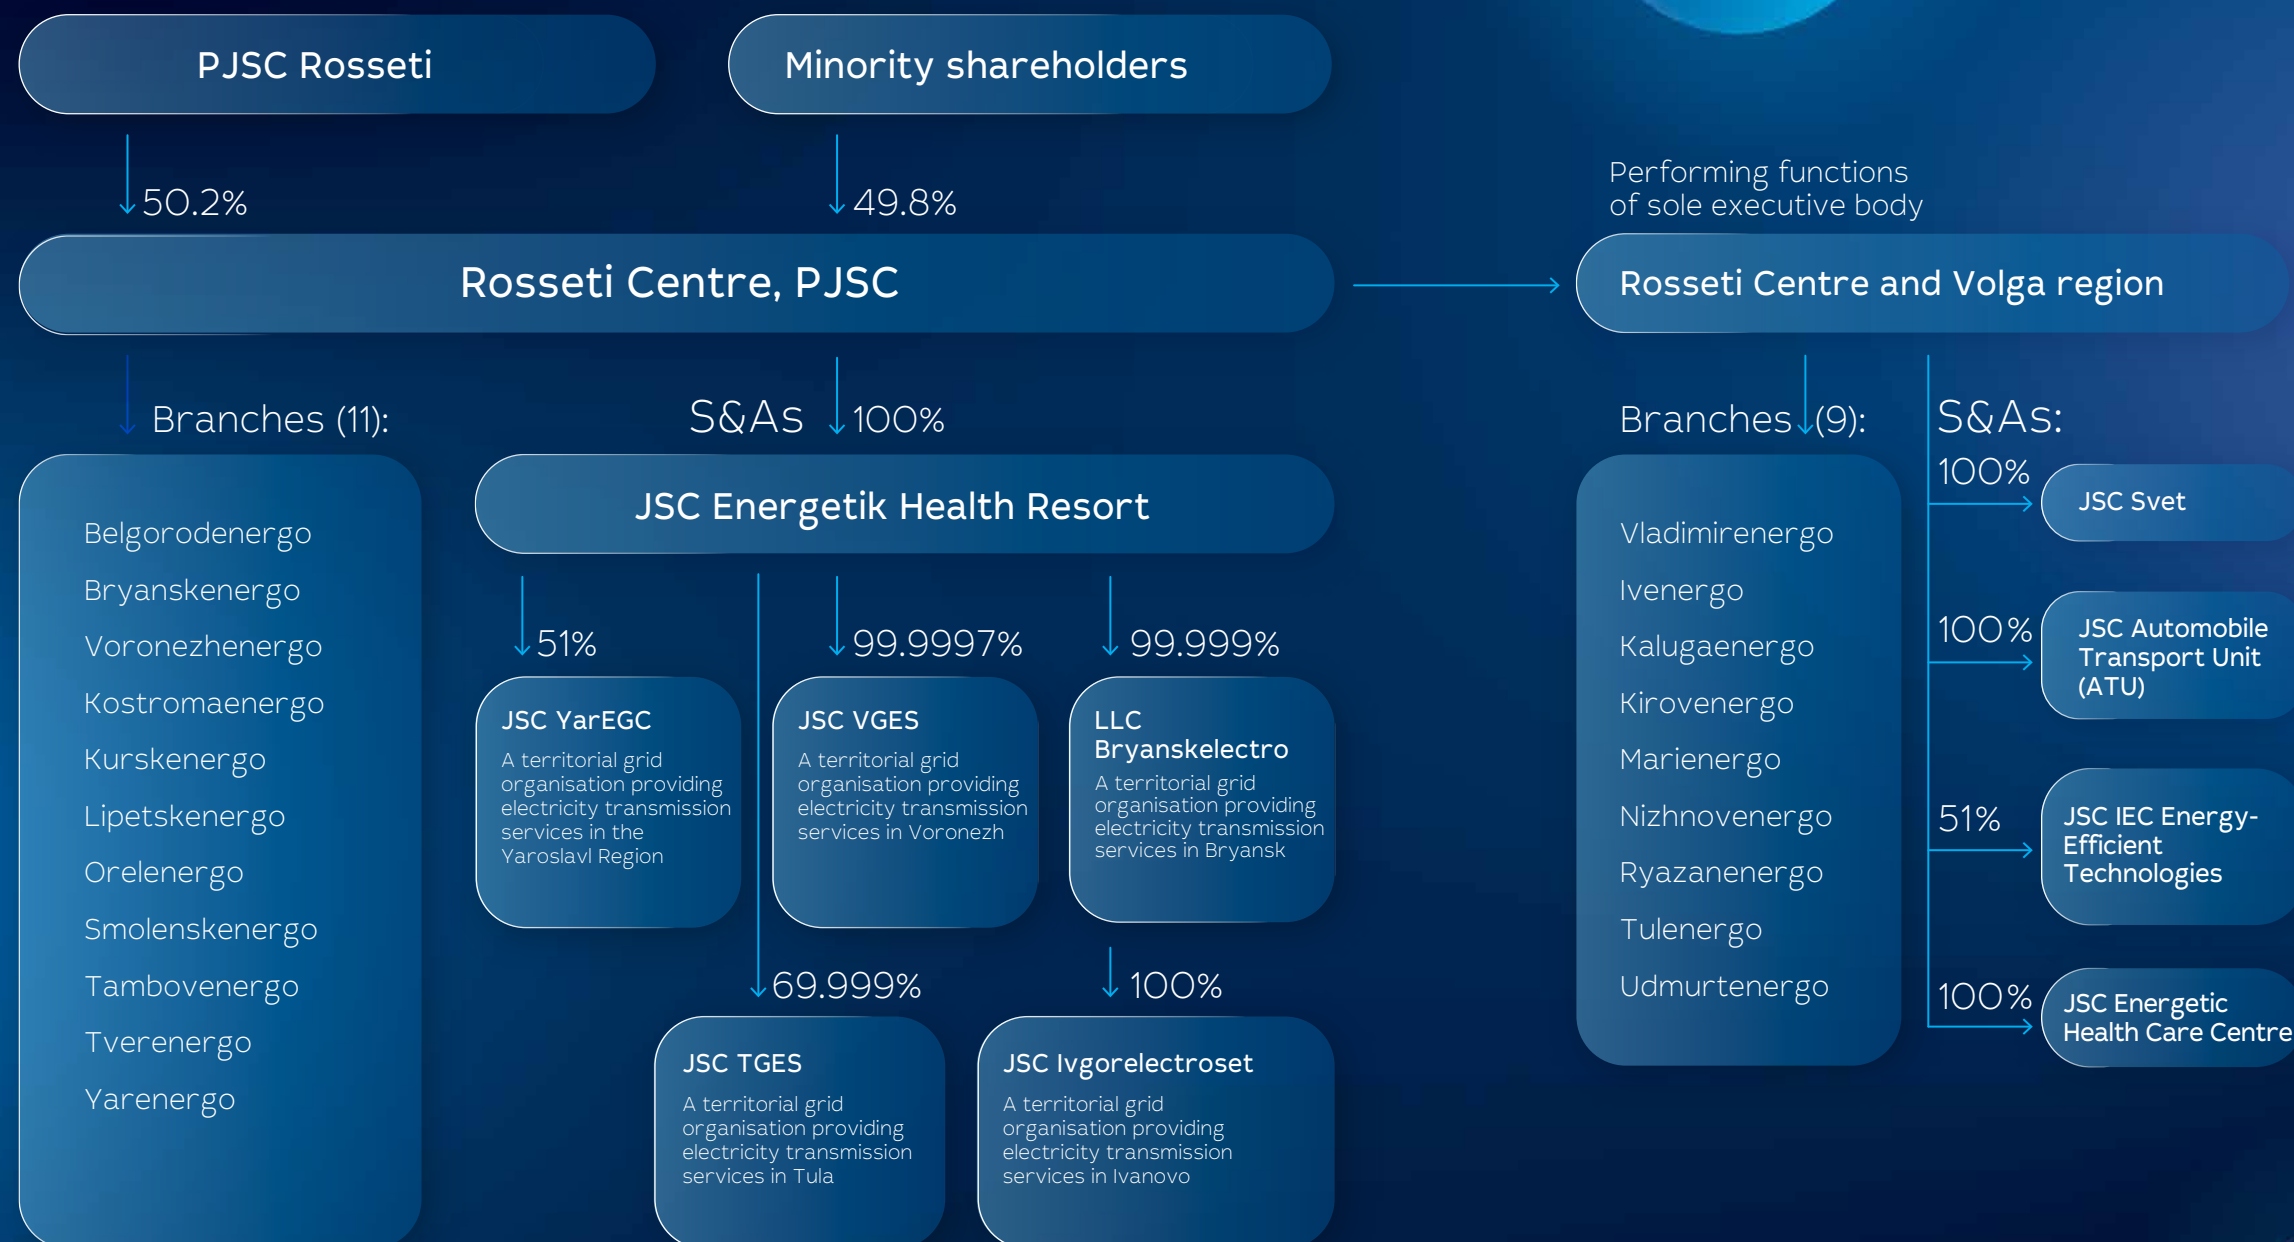 PJSC Rosseti
Minority shareholders
50.2%
49.8%
Rosseti Centre, PJSC
Performing functions
of sole executive body
Rosseti Centre and Volga region
Branches (11):
Belgorodenergo
Bryanskenergo
Voronezhenergo
Kostromaenergo
Kurskenergo
Lipetskenergo
Orelenergo
Smolenskenergo
Tambovenergo
Tverenergo
Yarenergo
S&As 100%
JSC Energetik Health Resort
51%
JSC YarEGC
A territorial grid
organisation providing
electricity transmission
services in the
Yaroslavl Region
99.9997%
JSC VGES
A territorial grid
organisation providing
electricity transmission
services in Voronezh
99.999%
LLC
Bryanskelectro
A territorial grid
organisation providing
electricity transmission
services in Bryansk
69.999%
JSC TGES
A territorial grid
organisation providing
electricity transmission
services in Tula
100%
JSC Ivgorelectroset
A territorial grid
organisation providing
electricity transmission
services in Ivanovo
Branches (9):
Vladimirenergo
Ivenergo
Kalugaenergo
Kirovenergo
Marienergo
Nizhnovenergo
Ryazanenergo
Tulenergo
Udmurtenergo
S&As:
100%
JSC Svet
100%
JSC Automobile
Transport Unit
(ATU)
51%
JSC IEC Energy-
Efficient
Technologies
100%
JSC Energetic
Health Care Centre